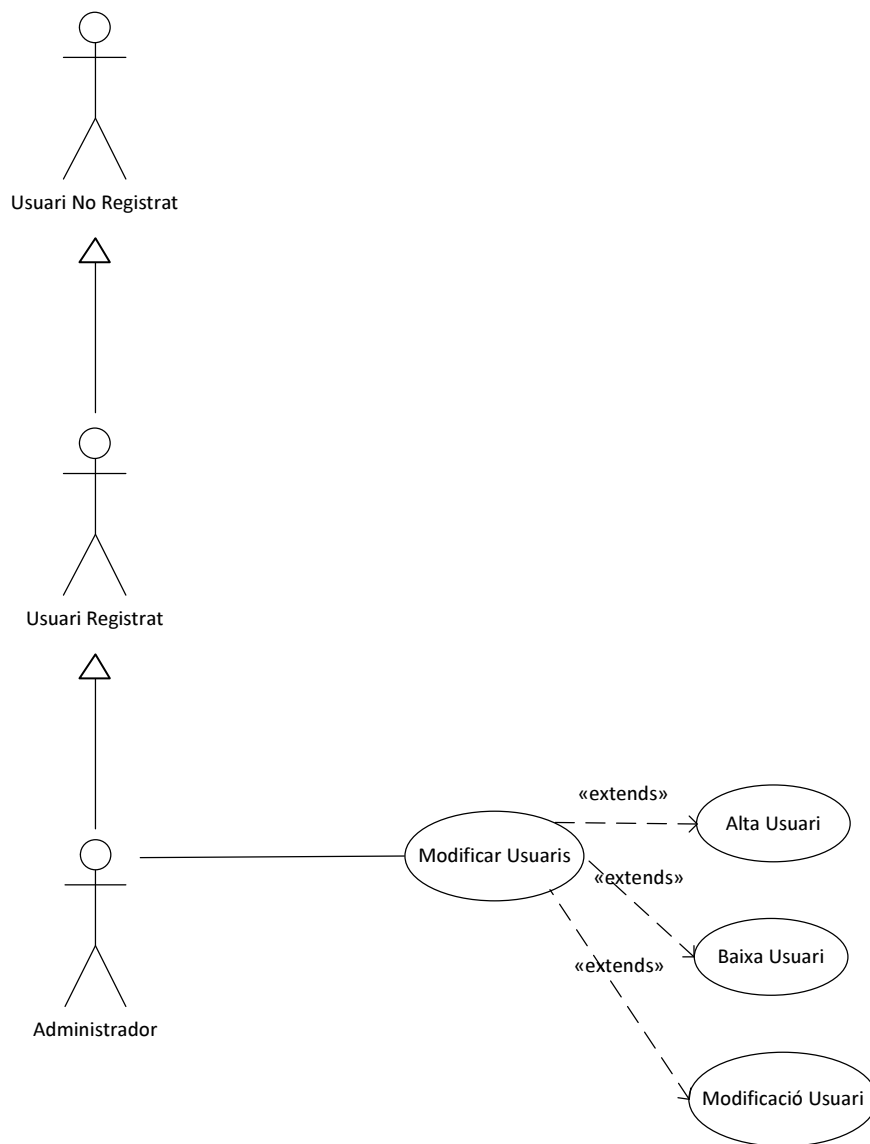 Usuari No Registrat
Usuari Registrat
«extends»
Alta Usuari
Modificar Usuaris
«extends»
Baixa Usuari
«extends»
Administrador
Modificació Usuari